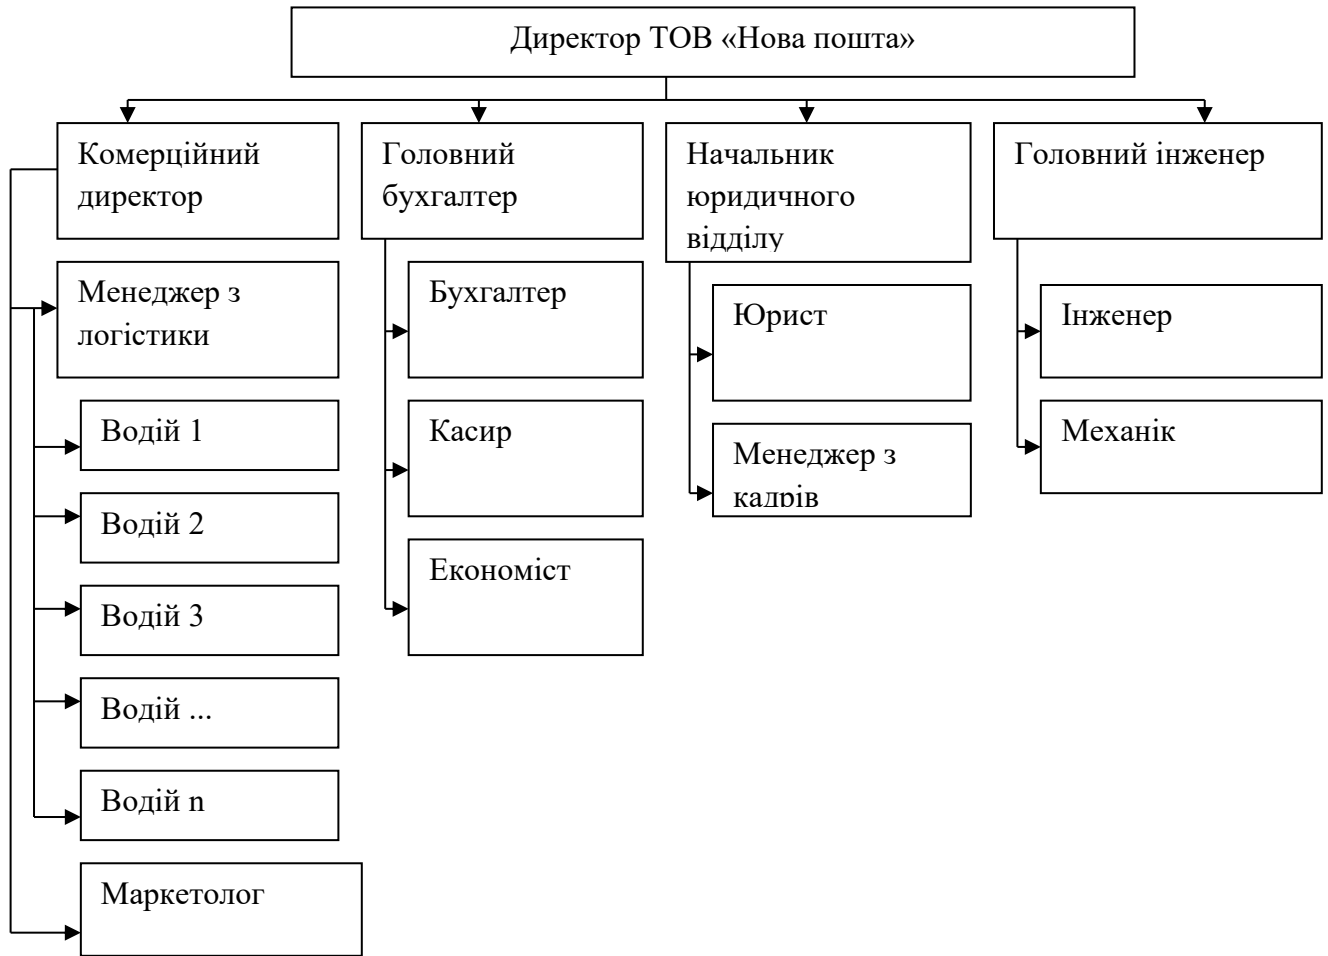 Директор ТОВ «Нова пошта»
Комерційний
директор
Головний
бухгалтер
Начальник
юридичного
відділу
Головний інженер
Менеджер з
логістики
Водій 1
Водій 2
Водій 3
Водій ...
Водій n
Маркетолог
Бухгалтер
Касир
Економіст
Юрист
Менеджер з
кадрів
Інженер
Механік